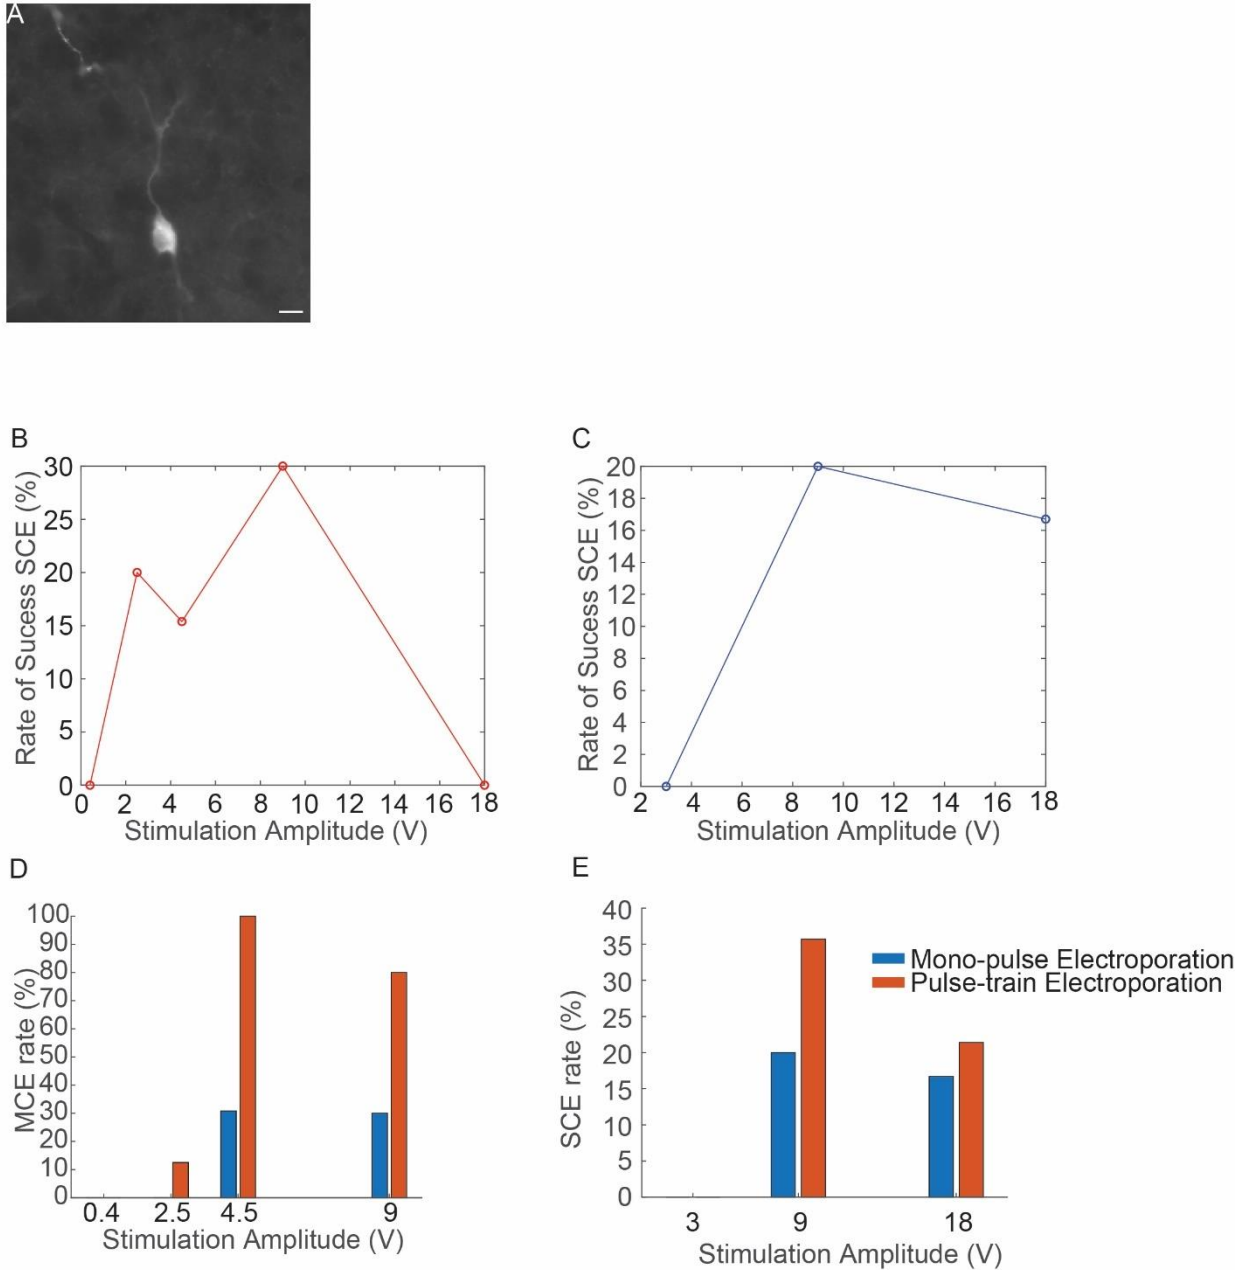 A
B
Rate of Sucess SCE (%)
30
25
20
15
10
5
0
0 2 4 6 8 10 12 14 16 18
Stimulation Amplitude (V)
C
Rate of Sucess SCE (%)
20
18
16
14
12
10
8
6
4
2
0
2 4 6 8 10 12 14 16 18
Stimulation Amplitude (V)
D
MCE rate (%)
100
90
80
70
60
50
40
30
20
10
0
0.4 2.5 4.5 9
Stimulation Amplitude (V)
E
SCE rate (%)
40
35
30
25
20
15
10
5
0
3 9 18
Stimulation Amplitude (V)
Mono-pulse Electroporation
Pulse-train Electroporation